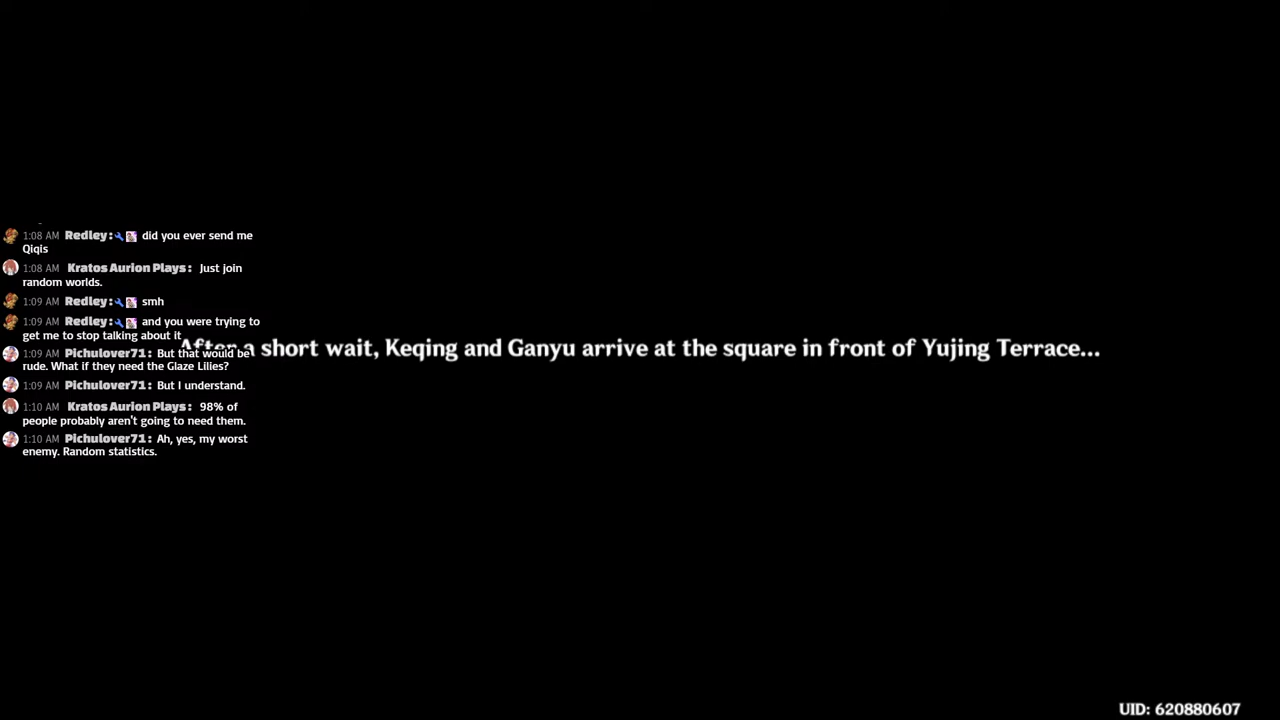 1:08 AM Redley: did you ever send me
Qiqis
1:08 AM Kratos Aurion Plays: Just join
random worlds.
1:09 AM Redley: smh
1:09 AM Redley: and you were trying to
get me to stop talking about it
After a short wait, Keqing and Ganyu arrive at the square in front of Yujing Terrace...
1:09 AM Pichulover71: But that would be
rude. What if they need the Glaze Lilies?
1:09 AM Pichulover71: But I understand.
1:10 AM Kratos Aurion Plays: 98% of
people probably aren't going to need them.
1:10 AM Pichulover71: Ah, yes, my worst
enemy. Random statistics.
UID: 620880607